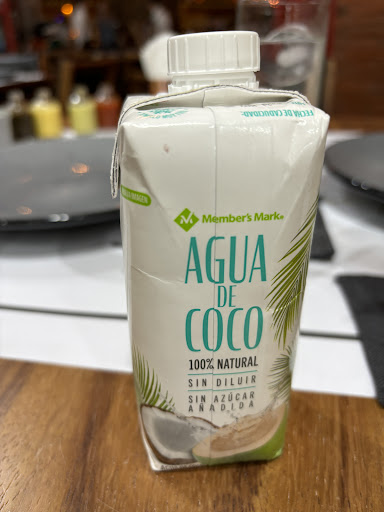 FECHA DE CADUCIDAD:
Member's Mark
AGUA
DE
COCO
100% NATURAL
SIN DILUIR
SIN AZÚCAR
AÑADIDA